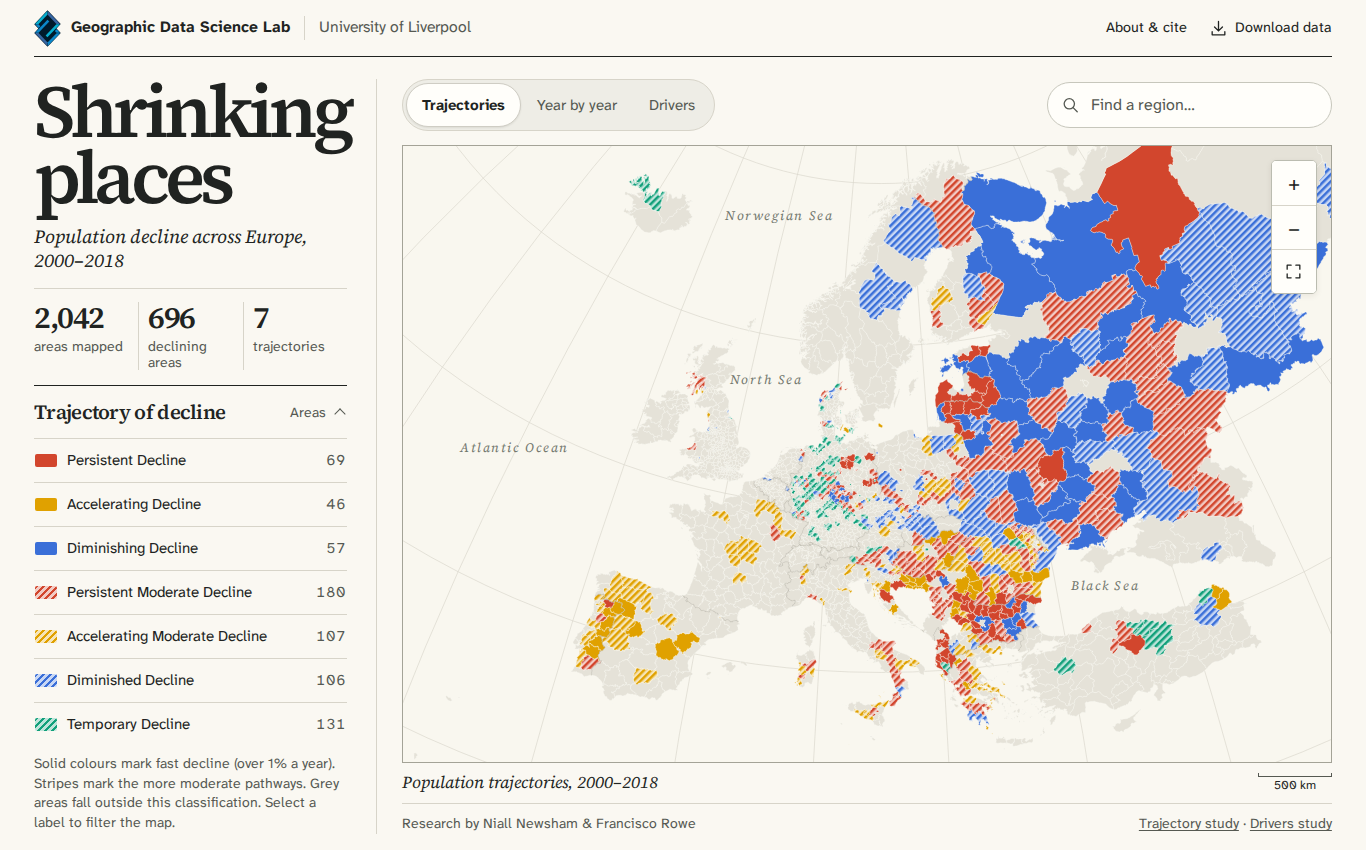 Geographic Data Science Lab
University of Liverpool
About & cite
Download data
Shrinking
places
Population decline across Europe,
2000–2018
2,042
areas mapped
696
declining
areas
7
trajectories
Trajectory of decline
Areas
Persistent Decline 69
Accelerating Decline 46
Diminishing Decline 57
Persistent Moderate Decline 180
Accelerating Moderate Decline 107
Diminished Decline 106
Temporary Decline 131
Solid colours mark fast decline (over 1% a year).
Stripes mark the more moderate pathways. Grey
areas fall outside this classification. Select a
label to filter the map.
Trajectories
Year by year
Drivers
Find a region...
+
−
Norwegian Sea
North Sea
Atlantic Ocean
Black Sea
Population trajectories, 2000–2018
500 km
Research by Niall Newsham & Francisco Rowe
Trajectory study · Drivers study